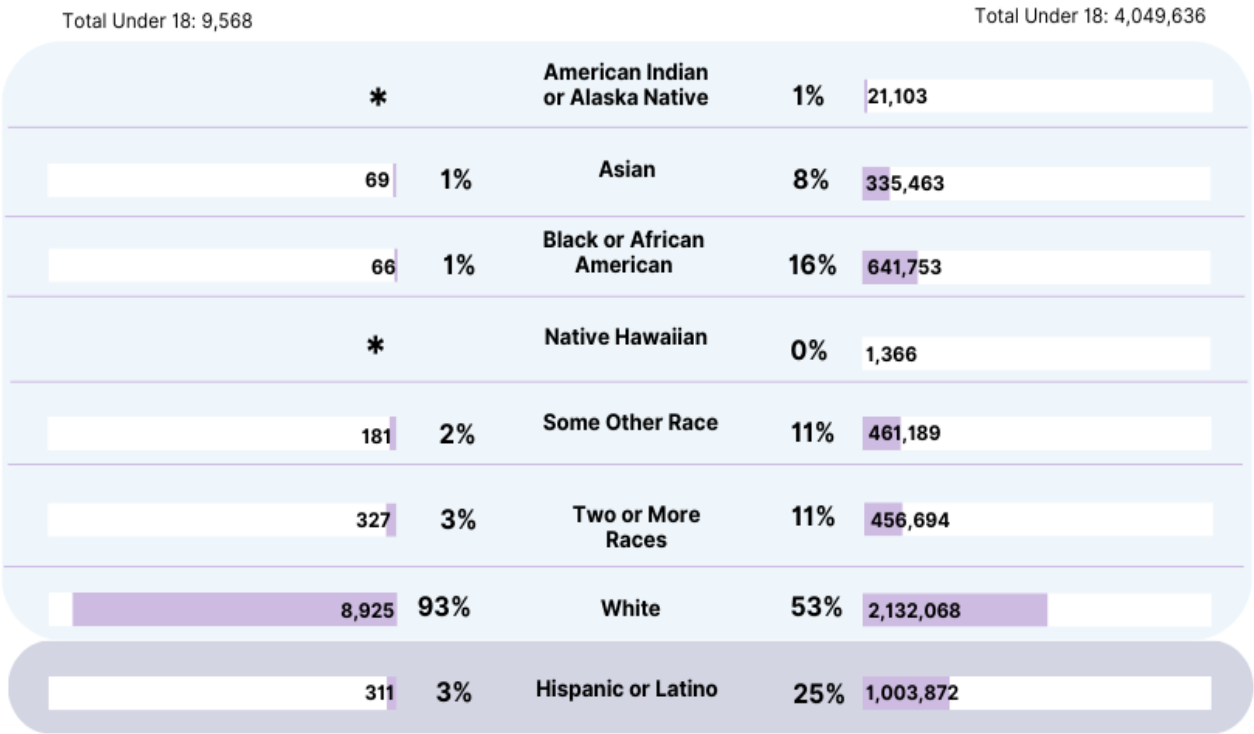 Total Under 18: 9,568
Total Under 18: 4,049,636
American Indian
or Alaska Native
* 1% 21,103
69 1% Asian 8% 335,463
Black or African
American
66 1% 16% 641,753
* Native Hawaiian 0% 1,366
181 2% Some Other Race 11% 461,189
327 3% Two or More
Races
11% 456,694
8,925 93% White 53% 2,132,068
311 3% Hispanic or Latino 25% 1,003,872